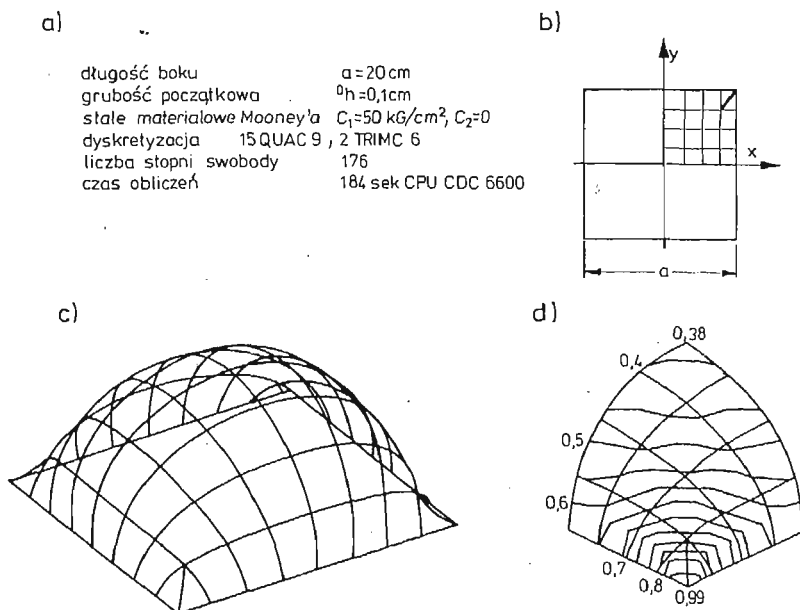 a)
długość boku a=20cm
grubość początkowa ⁰h=0,1cm
stałe materiałowe Mooney'a C₁=50 kG/cm², C₂=0
dyskretyzacja 15 QUAC 9, 2 TRIMC 6
liczba stopni swobody 176
czas obliczeń 184 sek CPU CDC 6600
b)
y
x
a
c)
d)
0,38
0,4
0,5
0,6
0,7
0,8
0,99